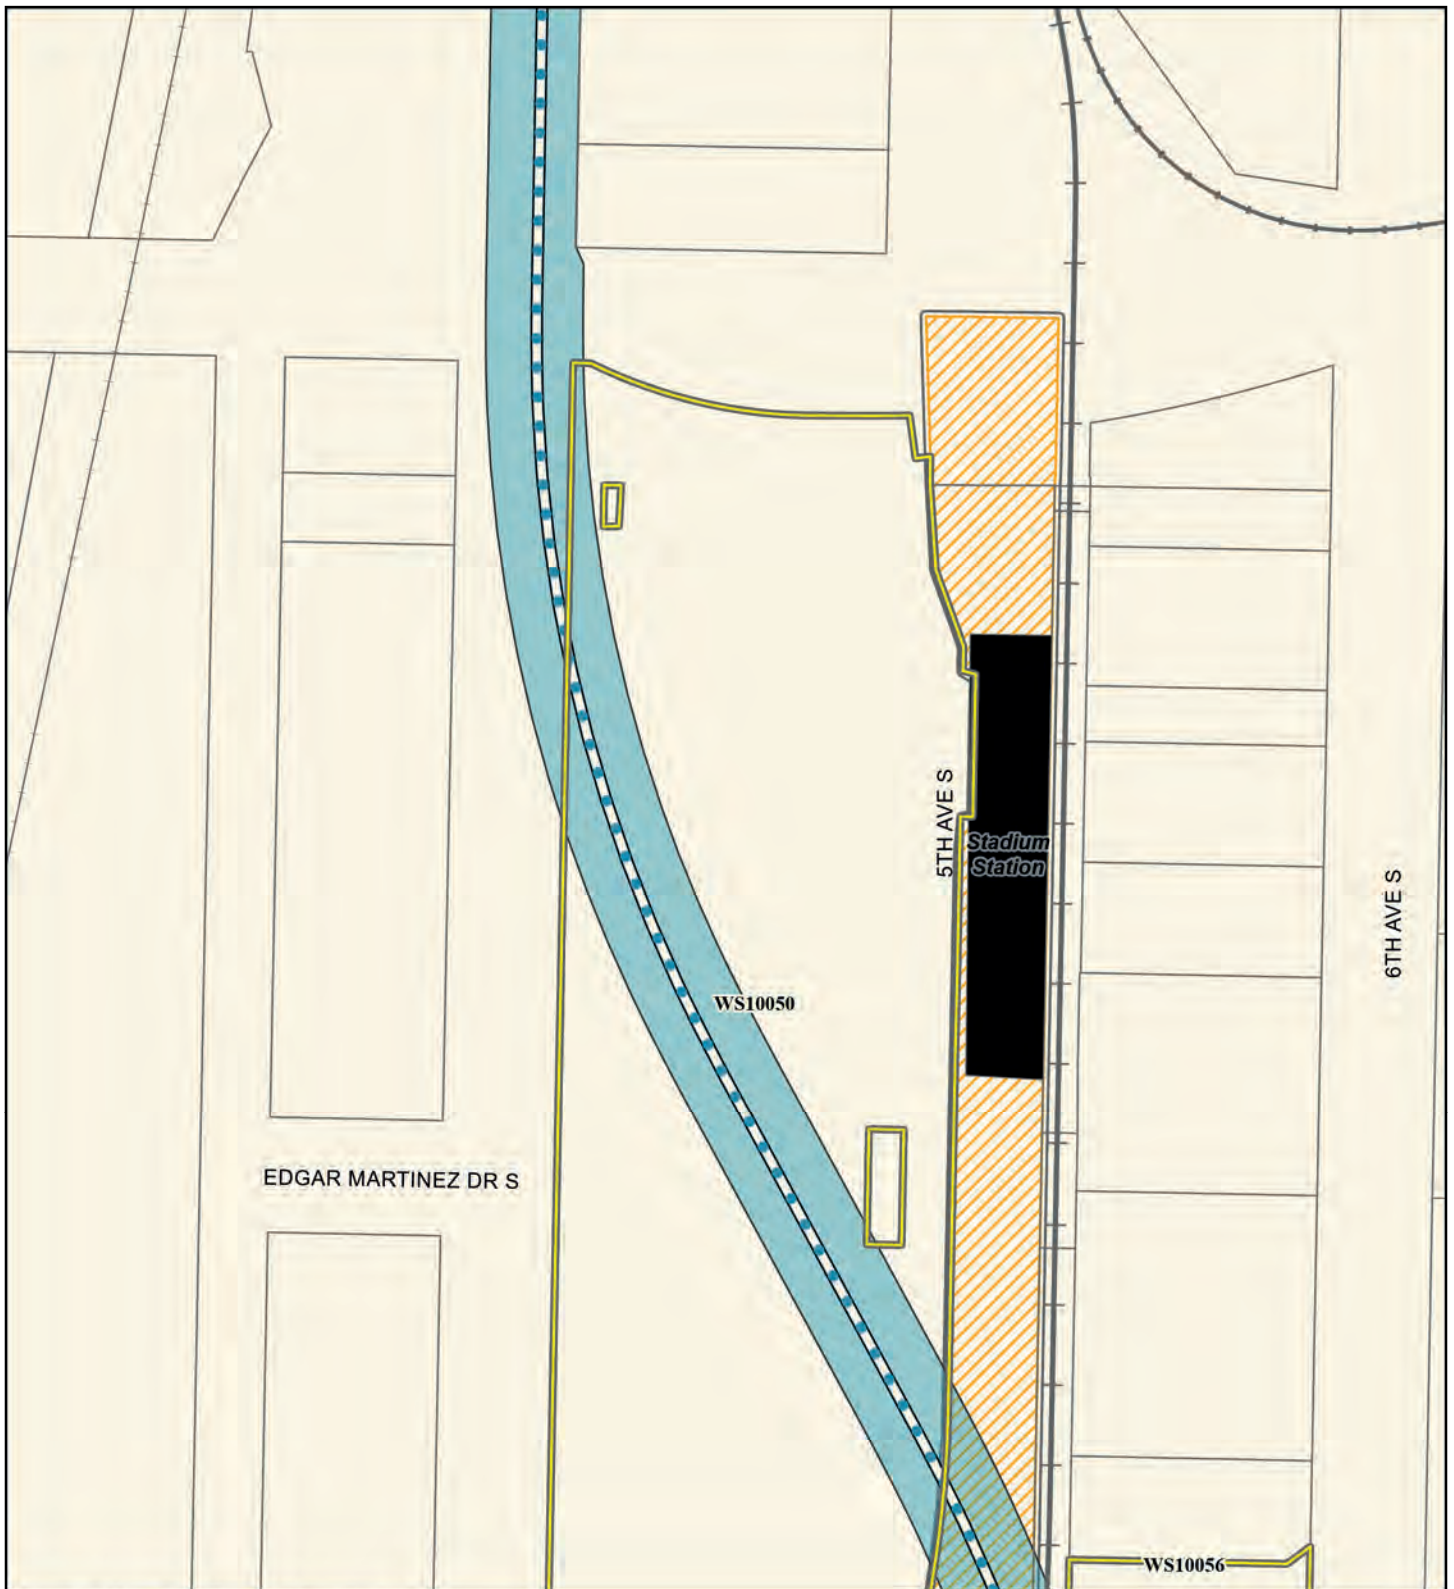 5TH AVE S
Stadium
Station
6TH AVE S
WS10050
EDGAR MARTINEZ DR S
WS10056